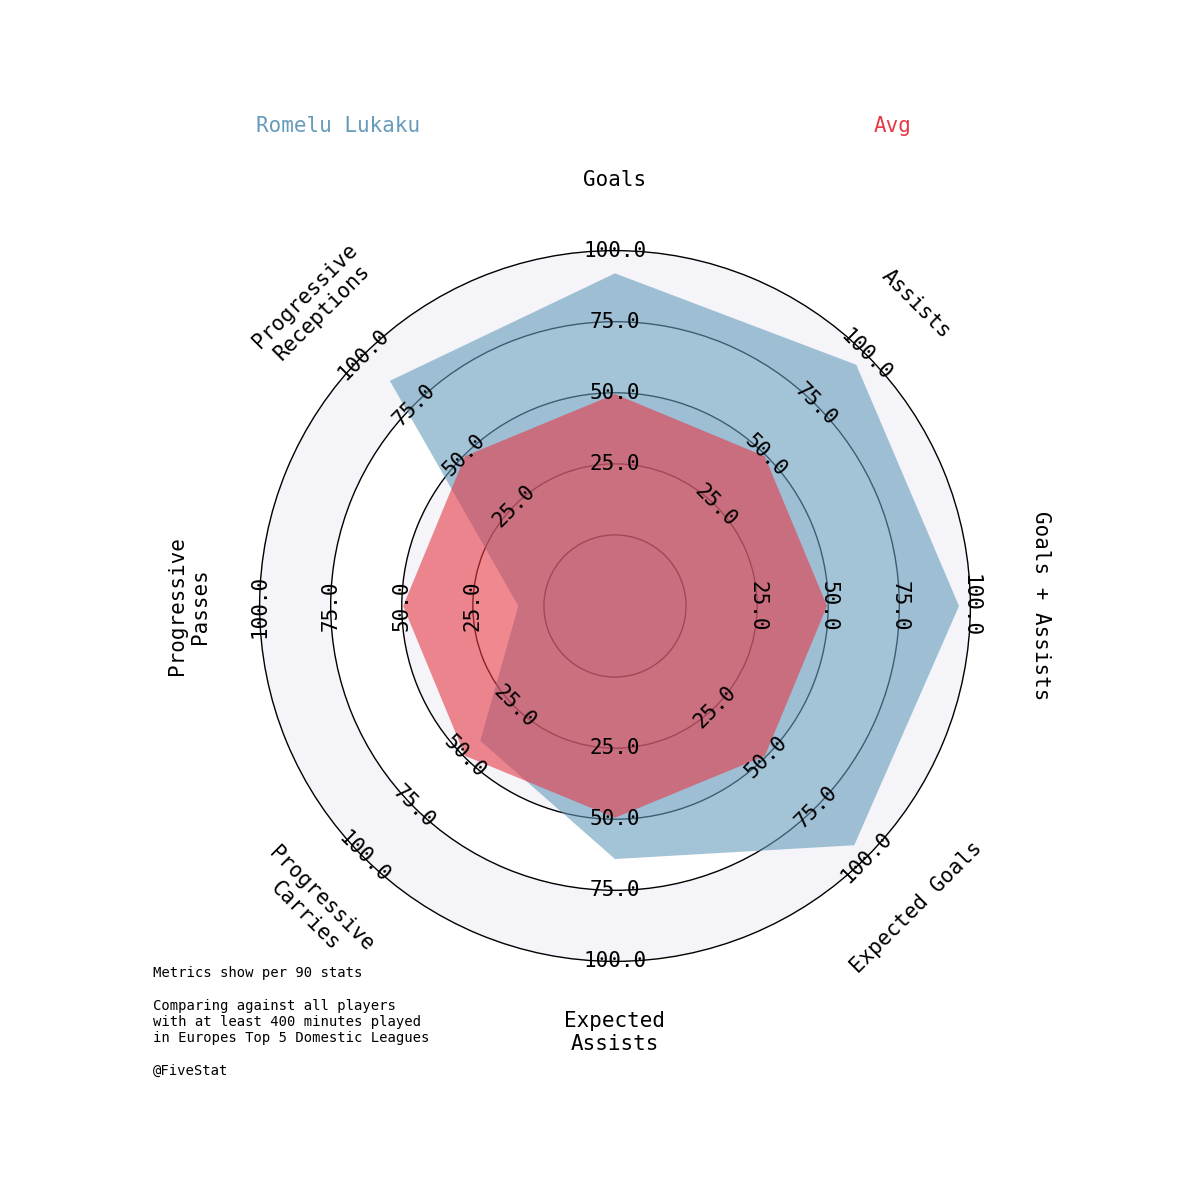 Romelu Lukaku
Avg
Goals
Assists
Goals + Assists
Expected Goals
Expected
Assists
Progressive
Carries
Progressive
Passes
Progressive
Receptions
25.0
50.0
75.0
100.0
25.0
50.0
75.0
100.0
25.0
50.0
75.0
100.0
25.0
50.0
75.0
100.0
25.0
50.0
75.0
100.0
25.0
50.0
75.0
100.0
25.0
50.0
75.0
100.0
25.0
50.0
75.0
100.0
Metrics show per 90 stats
Comparing against all players
with at least 400 minutes played
in Europes Top 5 Domestic Leagues
@FiveStat